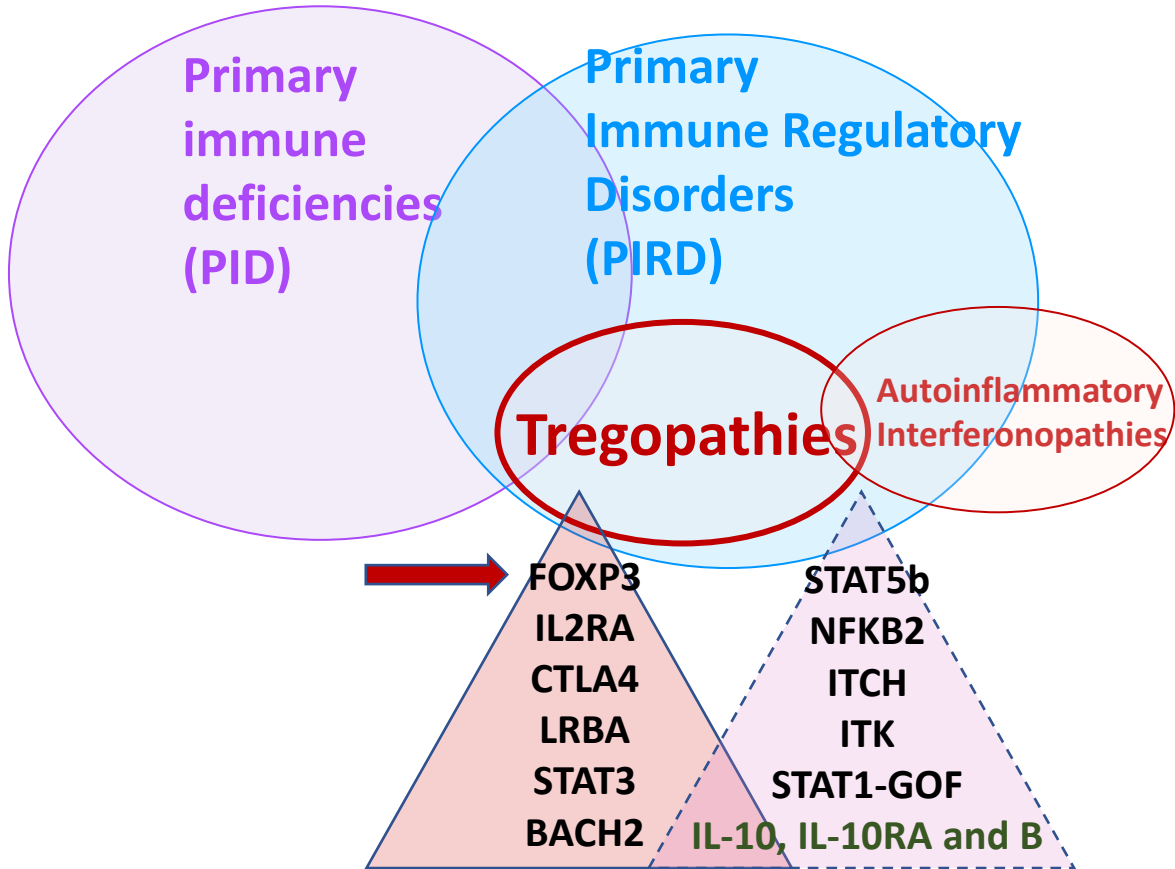 Primary
immune
deficiencies
(PID)
Primary
Immune Regulatory
Disorders
(PIRD)
Tregopathies
Autoinflammatory
Interferonopathies
FOXP3
IL2RA
CTLA4
LRBA
STAT3
BACH2
STAT5b
NFKB2
ITCH
ITK
STAT1-GOF
IL-10, IL-10RA and B